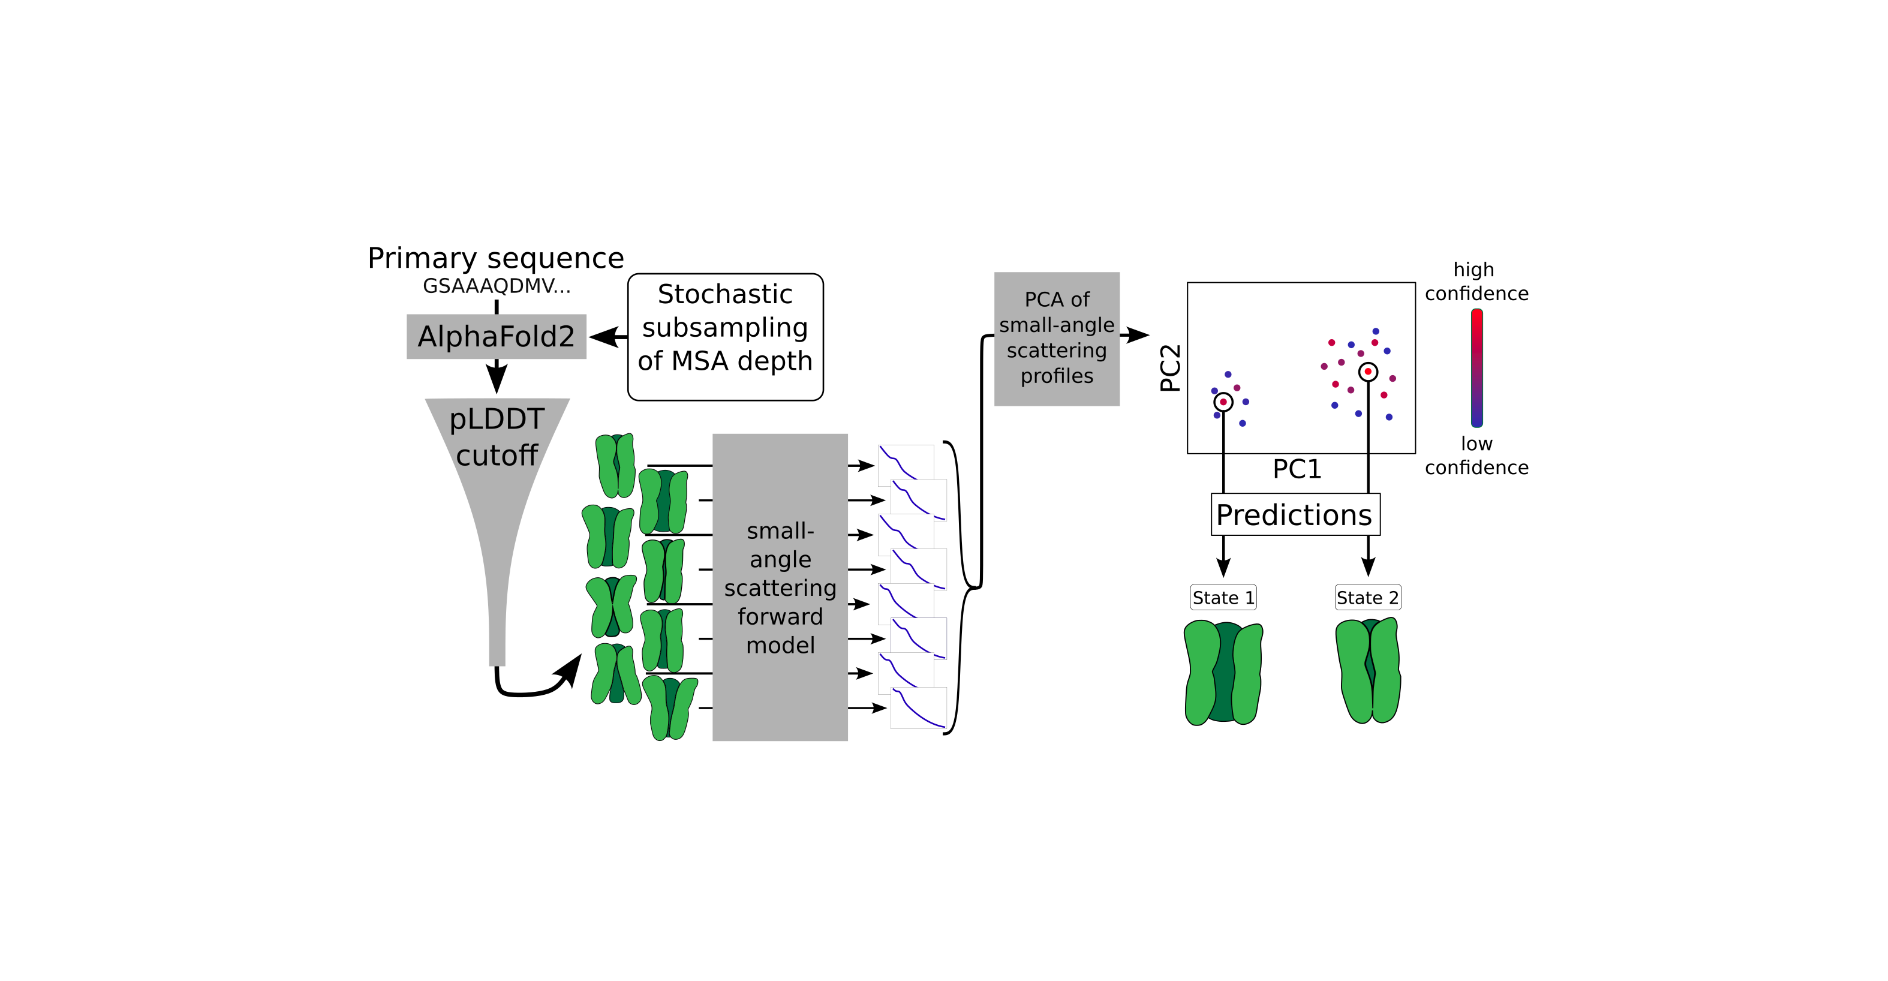 Primary sequence
GSAAAQDMV...
AlphaFold2
Stochastic
subsampling
of MSA depth
pLDDT
cutoff
small-
angle
scattering
forward
model
PCA of
small-angle
scattering
profiles
PC2
PC1
high
confidence
low
confidence
Predictions
State 1
State 2